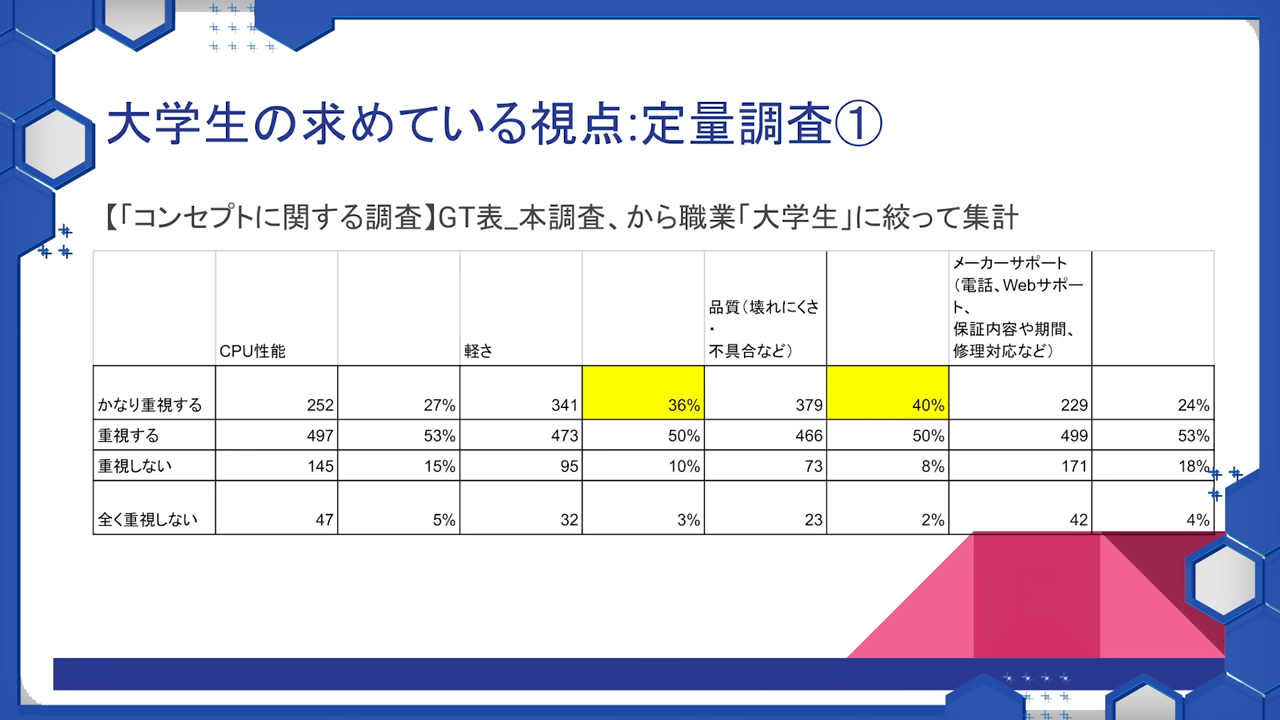 大学生の求めている視点:定量調査①
【「コンセプトに関する調査】GT表_本調査、から職業「大学生」に絞って集計
CPU性能
軽さ
品質（壊れにくさ
・
不具合など）
メーカーサポート
（電話、Webサポー
ト、
保証内容や期間、
修理対応など）
かなり重視する 252 27% 341 36% 379 40% 229 24%
重視する 497 53% 473 50% 466 50% 499 53%
重視しない 145 15% 95 10% 73 8% 171 18%
全く重視しない 47 5% 32 3% 23 2% 42 4%